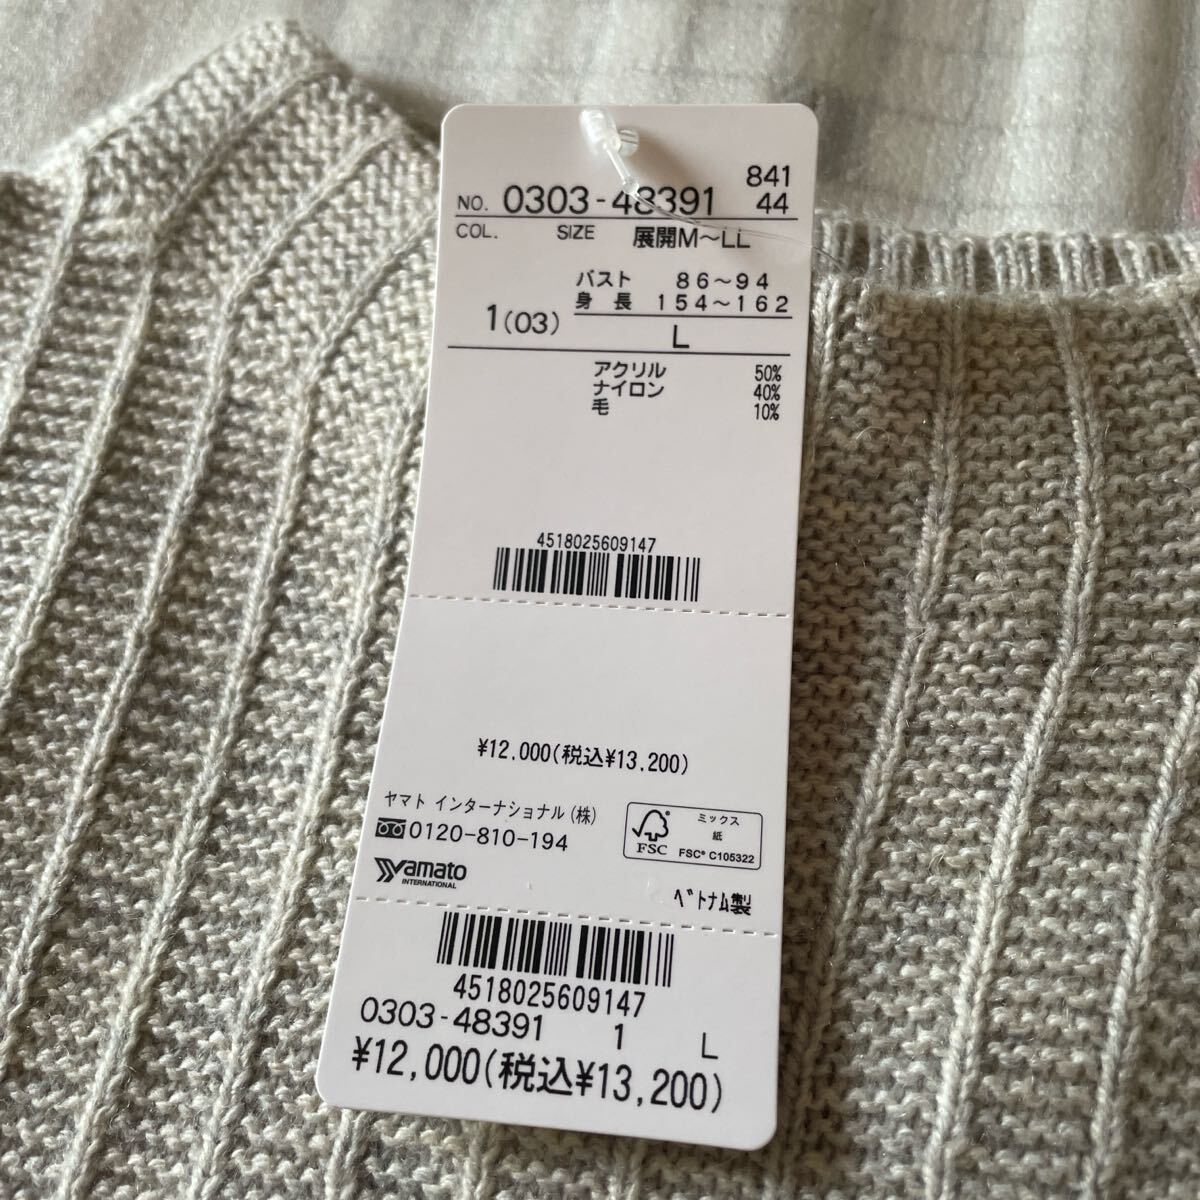 841
NO. 0303-48391 44
COL. SIZE 展開M～LL
バスト 86～94
身長 154～162
1(03) L
アクリル 50%
ナイロン 40%
毛 10%
4518025609147
¥12,000(税込¥13,200)
ヤマト インターナショナル(株)
0120-810-194
yamato
INTERNATIONAL
FSC
ミックス
紙
FSC® C105322
ベトナム製
4518025609147
0303-48391 1 L
¥12,000(税込¥13,200)